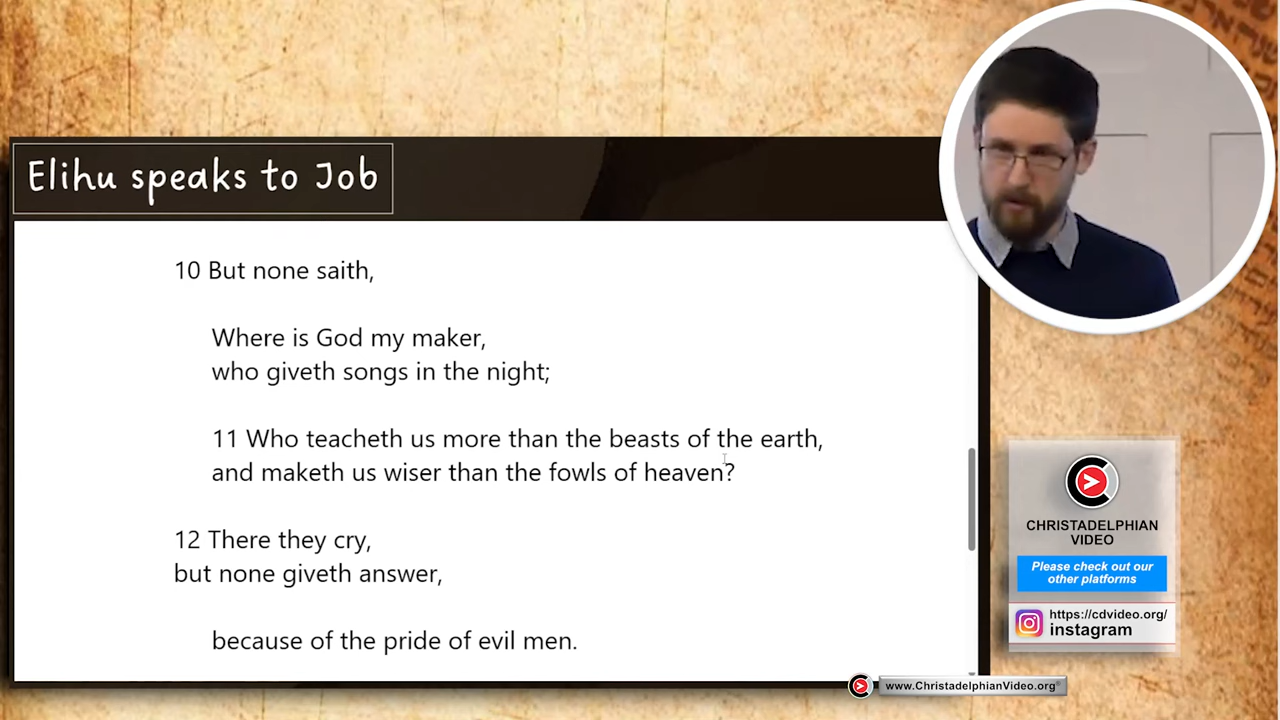 Elihu speaks to Job
10 But none saith,
Where is God my maker,
who giveth songs in the night;
11 Who teacheth us more than the beasts of the earth,
and maketh us wiser than the fowls of heaven?
12 There they cry,
but none giveth answer,
because of the pride of evil men.
CHRISTADELPHIAN
VIDEO
Please check out our
other platforms
https://cdvideo.org/
instagram
www.ChristadelphianVideo.org